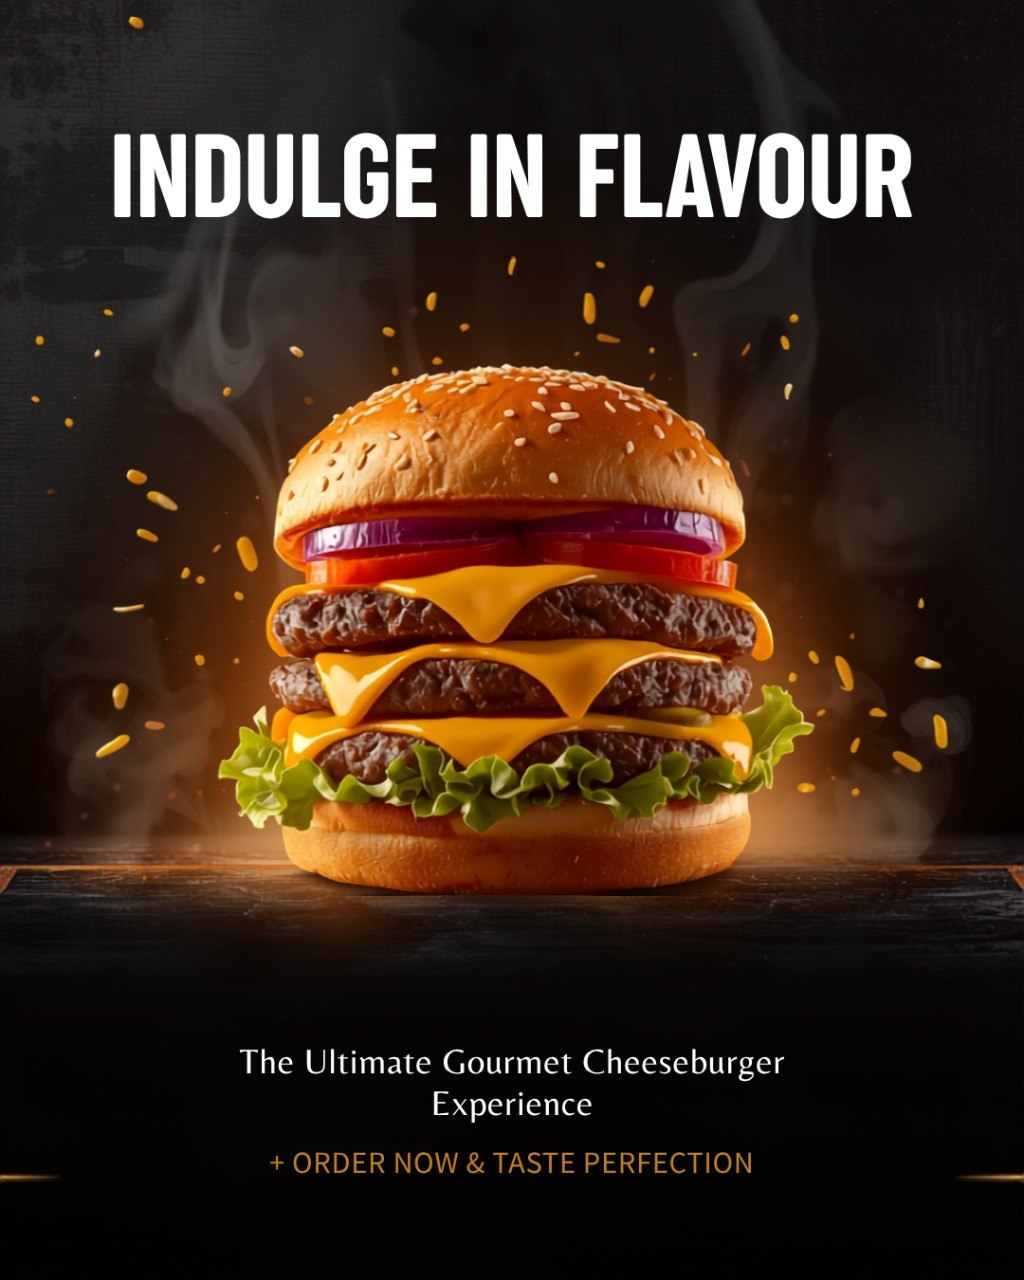 INDULGE IN FLAVOUR
The Ultimate Gourmet Cheeseburger
Experience
+ ORDER NOW & TASTE PERFECTION